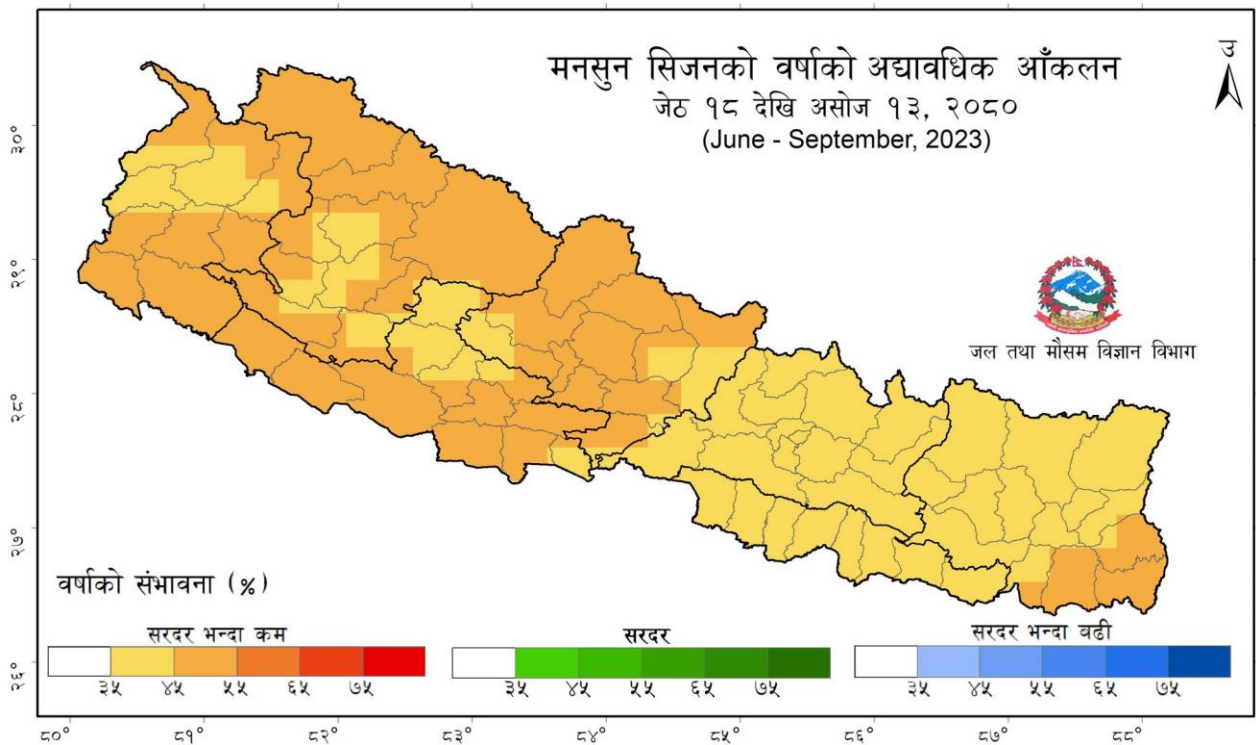 मनसुन सिजनको वर्षाको अद्यावधिक आँकलन
जेठ १८ देखि असोज १३, २०८०
(June - September, 2023)
उ
३०°
२९°
२८°
२७°
२६°
जल तथा मौसम विज्ञान विभाग
वर्षाको संभावना (%)
सरदर भन्दा कम
३५ ४५ ५५ ६५ ७५
सरदर
३५ ४५ ५५ ६५ ७५
सरदर भन्दा बढी
३५ ४५ ५५ ६५ ७५
८०° ८१° ८२° ८३° ८४° ८५° ८६° ८७° ८८°